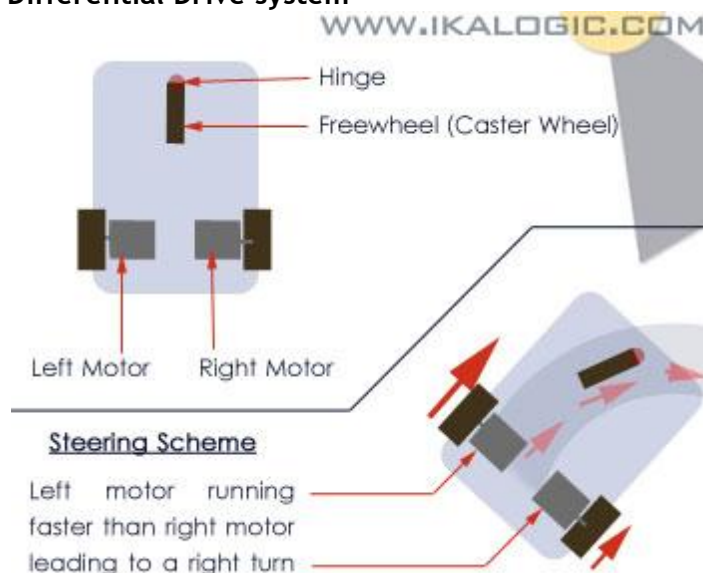 Differential Drive System
WWW.IKALOGIC.COM
Hinge
Freewheel (Caster Wheel)
Left Motor
Right Motor
Steering Scheme
Left motor running
faster than right motor
leading to a right turn